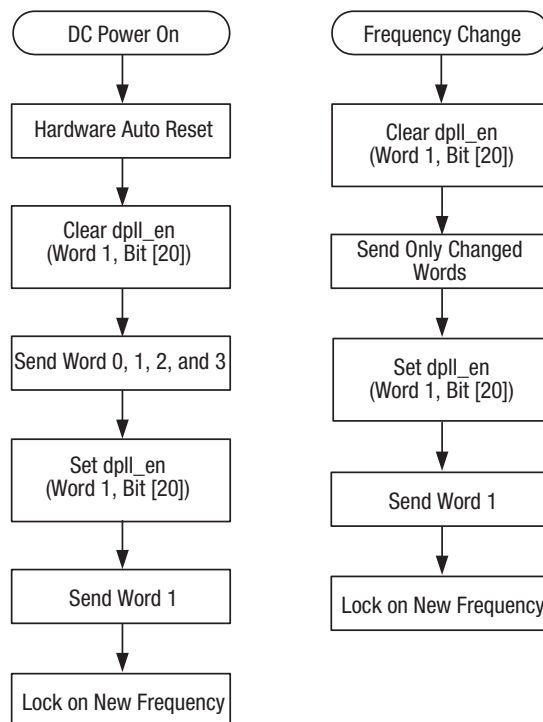 DC Power On
Hardware Auto Reset
Clear dpll_en
(Word 1, Bit [20])
Send Word 0, 1, 2, and 3
Set dpll_en
(Word 1, Bit [20])
Send Word 1
Lock on New Frequency
Frequency Change
Clear dpll_en
(Word 1, Bit [20])
Send Only Changed
Words
Set dpll_en
(Word 1, Bit [20])
Send Word 1
Lock on New Frequency